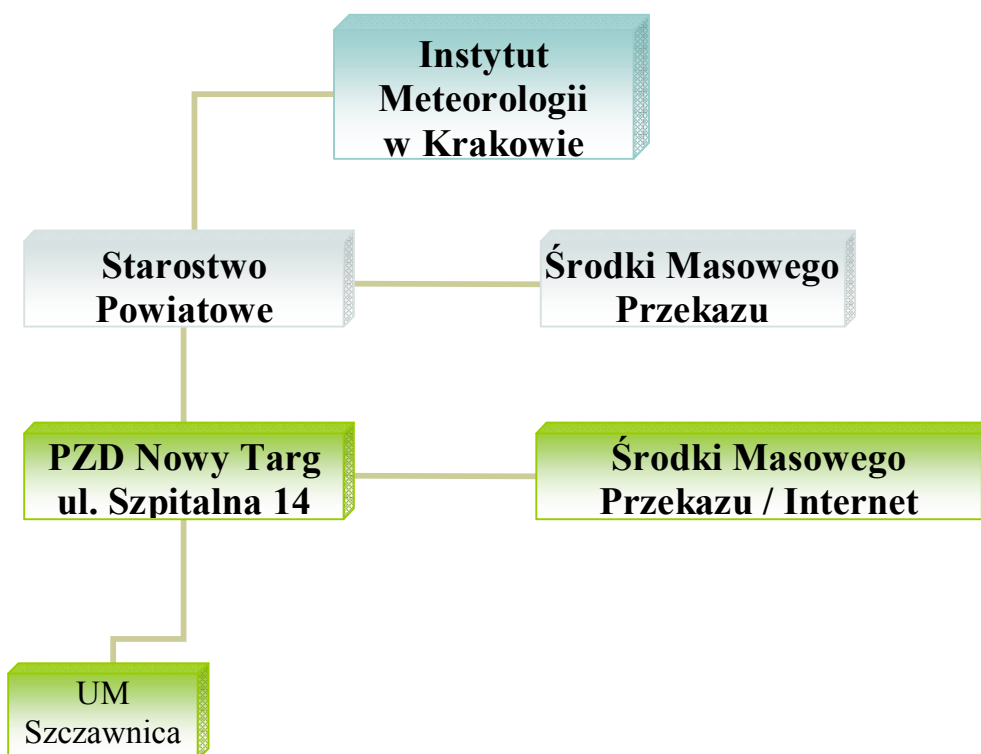 Instytut
Meteorologii
w Krakowie
Starostwo
Powiatowe
Środki Masowego
Przekazu
PZD Nowy Targ
ul. Szpitalna 14
Środki Masowego
Przekazu / Internet
UM
Szczawnica